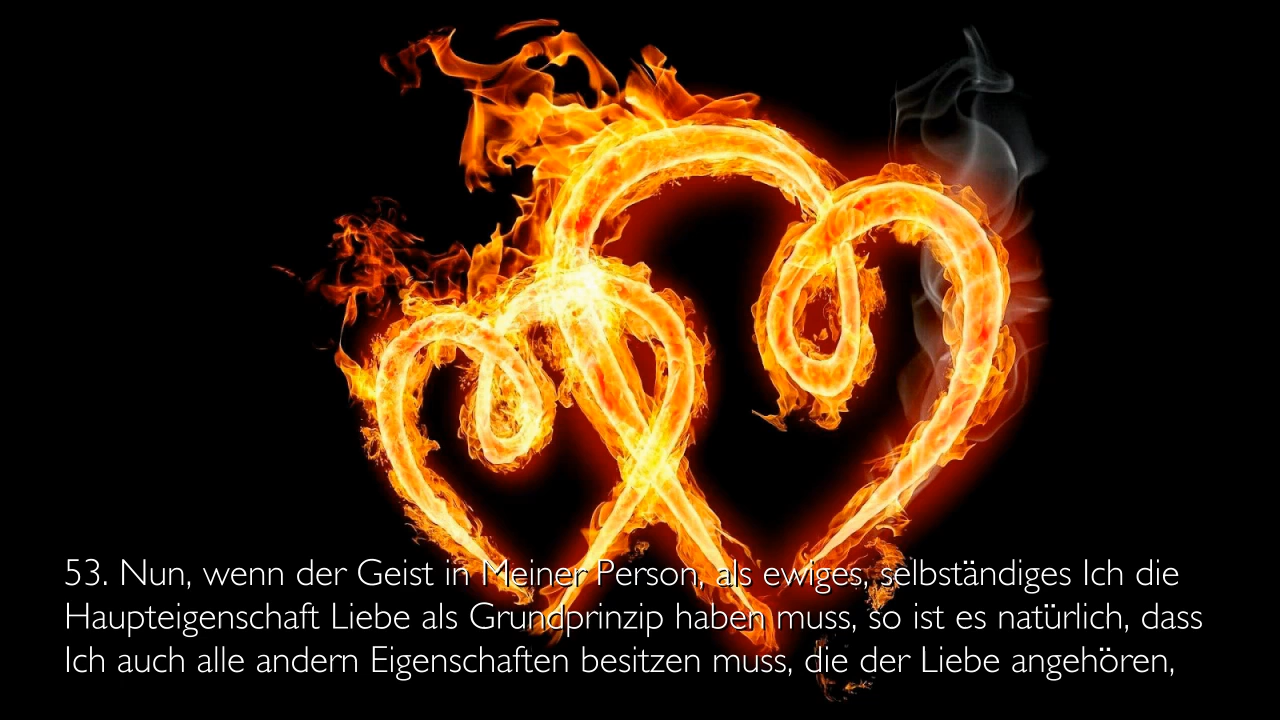 53. Nun, wenn der Geist in Meiner Person, als ewiges, selbständiges Ich die
Haupteigenschaft Liebe als Grundprinzip haben muss, so ist es natürlich, dass
Ich auch alle andern Eigenschaften besitzen muss, die der Liebe angehören,